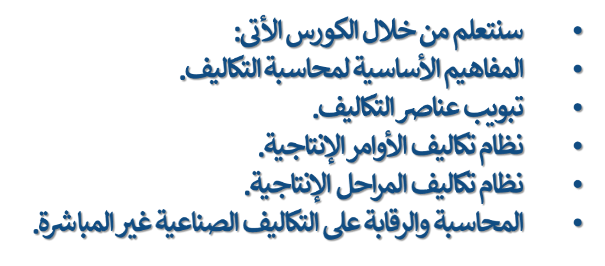 • سنتعلم من خلال الكورس الأتى:
• المفاهيم الأساسية لمحاسبة التكاليف.
• تبويب عناصر التكاليف.
• نظام تكاليف الأوامر الإنتاجية.
• نظام تكاليف المراحل الإنتاجية.
• المحاسبة والرقابة على التكاليف الصناعية غير المباشرة.